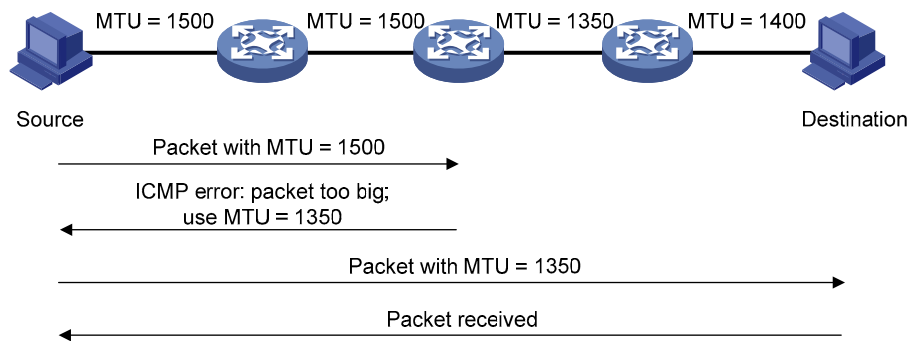 MTU = 1500 MTU = 1500 MTU = 1350 MTU = 1400
Source Destination
Packet with MTU = 1500
ICMP error: packet too big;
use MTU = 1350
Packet with MTU = 1350
Packet received